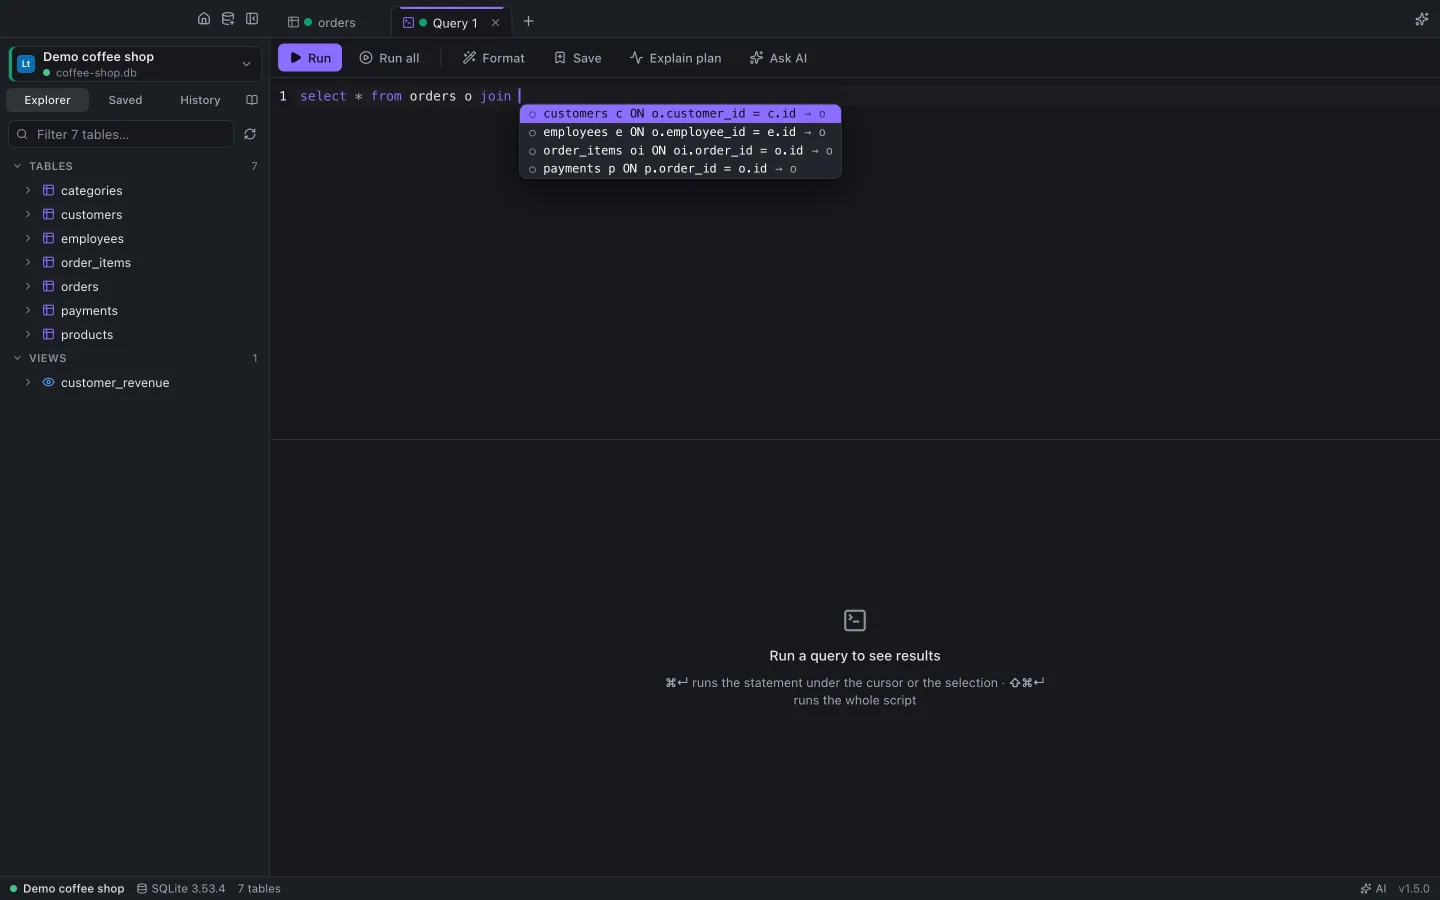 orders
Query 1
Lt
Demo coffee shop
coffee-shop.db
Run
Run all
Format
Save
Explain plan
Ask AI
Explorer
Saved
History
1 select * from orders o join
customers c ON o.customer_id = c.id → o
employees e ON o.employee_id = e.id → o
order_items oi ON oi.order_id = o.id → o
payments p ON p.order_id = o.id → o
Filter 7 tables...
TABLES 7
categories
customers
employees
order_items
orders
payments
products
VIEWS 1
customer_revenue
Run a query to see results
⌘↵ runs the statement under the cursor or the selection · ⇧⌘↵
runs the whole script
Demo coffee shop SQLite 3.53.4 7 tables
AI v1.5.0